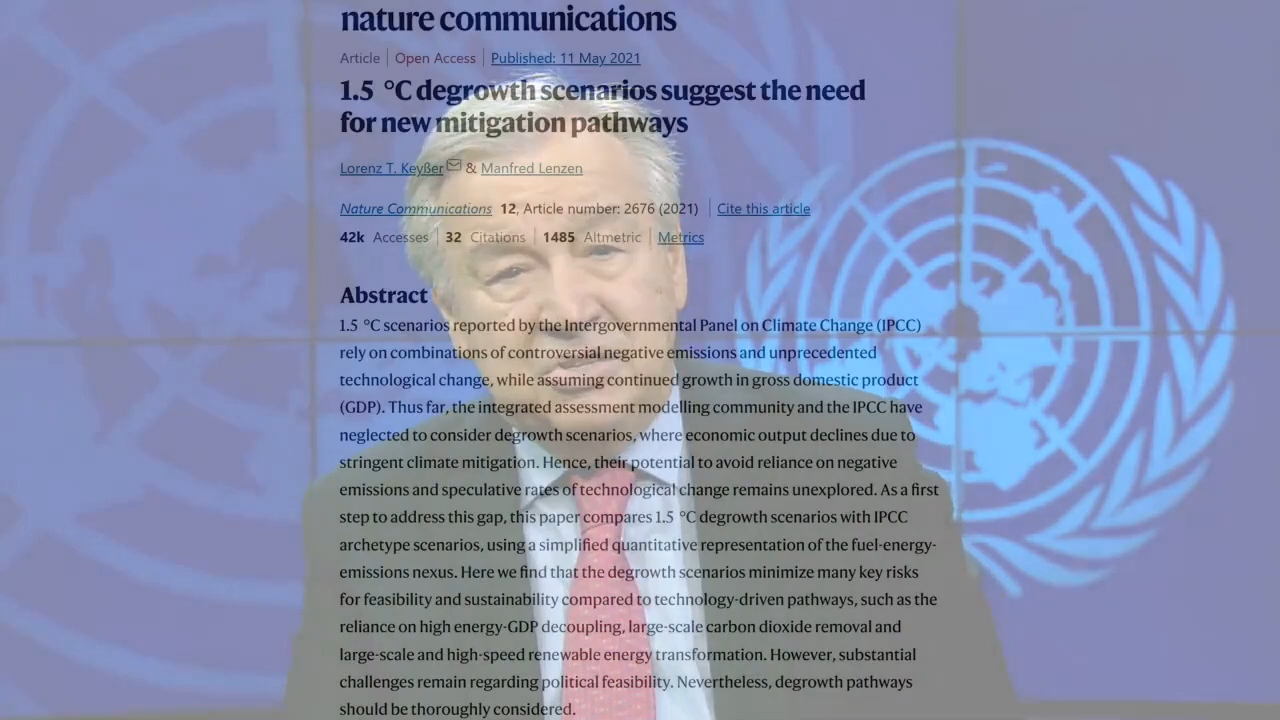 nature communications
Article | Open Access | Published: 11 May 2021
1.5 °C degrowth scenarios suggest the need
for new mitigation pathways
Lorenz T. Keyßer & Manfred Lenzen
Nature Communications 12, Article number: 2676 (2021) | Cite this article
42k Accesses | 32 Citations | 1485 Altmetric | Metrics
Abstract
1.5 °C scenarios reported by the Intergovernmental Panel on Climate Change (IPCC)
rely on combinations of controversial negative emissions and unprecedented
technological change, while assuming continued growth in gross domestic product
(GDP). Thus far, the integrated assessment modelling community and the IPCC have
neglected to consider degrowth scenarios, where economic output declines due to
stringent climate mitigation. Hence, their potential to avoid reliance on negative
emissions and speculative rates of technological change remains unexplored. As a first
step to address this gap, this paper compares 1.5 °C degrowth scenarios with IPCC
archetype scenarios, using a simplified quantitative representation of the fuel-energy-
emissions nexus. Here we find that the degrowth scenarios minimize many key risks
for feasibility and sustainability compared to technology-driven pathways, such as the
reliance on high energy-GDP decoupling, large-scale carbon dioxide removal and
large-scale and high-speed renewable energy transformation. However, substantial
challenges remain regarding political feasibility. Nevertheless, degrowth pathways
should be thoroughly considered.